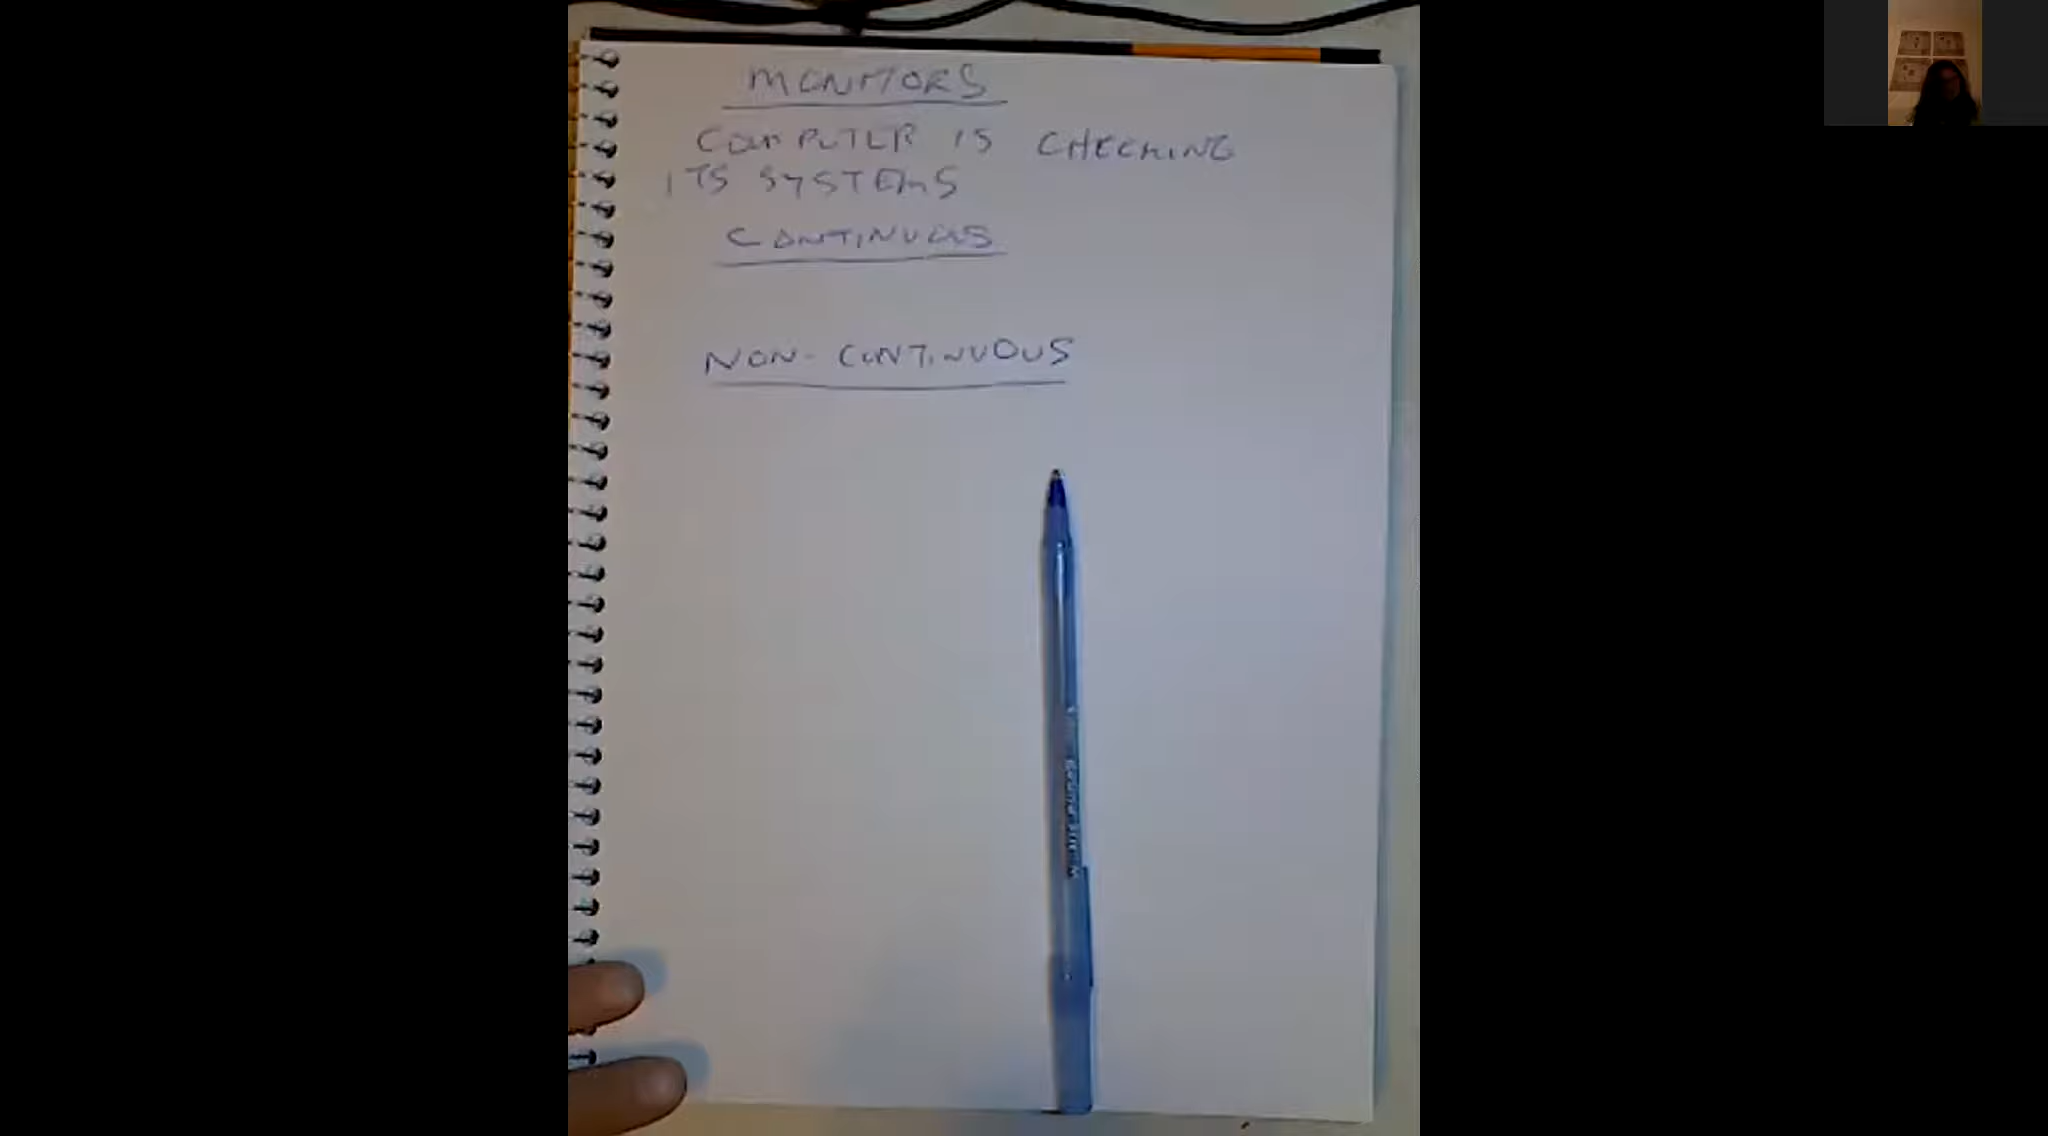 MONITORS
COMPUTER IS CHECKING
ITS SYSTEMS
CONTINUOUS
NON-CONTINUOUS